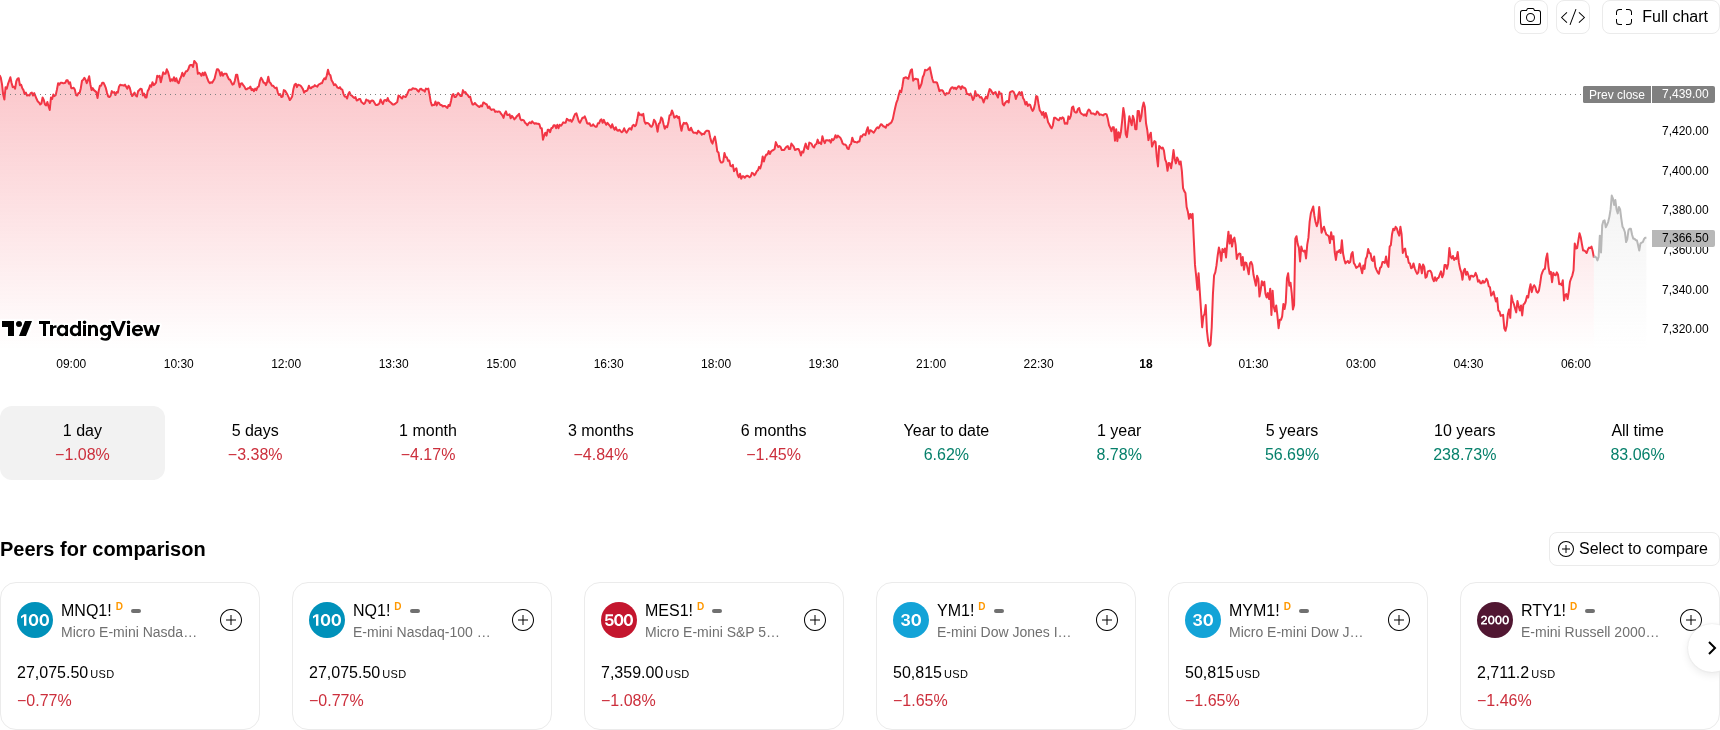 Full chart
Prev close 7,439.00
7,420.00
7,400.00
7,380.00
7,366.50
7,360.00
7,340.00
7,320.00
TradingView
09:00 10:30 12:00 13:30 15:00 16:30 18:00 19:30 21:00 22:30 18 01:30 03:00 04:30 06:00
1 day 5 days 1 month 3 months 6 months Year to date 1 year 5 years 10 years All time
−1.08% −3.38% −4.17% −4.84% −1.45% 6.62% 8.78% 56.69% 238.73% 83.06%
Peers for comparison
Select to compare
100 MNQ1! D
Micro E-mini Nasda…
27,075.50 USD
−0.77%
100 NQ1! D
E-mini Nasdaq-100 …
27,075.50 USD
−0.77%
500 MES1! D
Micro E-mini S&P 5…
7,359.00 USD
−1.08%
30 YM1! D
E-mini Dow Jones I…
50,815 USD
−1.65%
30 MYM1! D
Micro E-mini Dow J…
50,815 USD
−1.65%
2000 RTY1! D
E-mini Russell 2000…
2,711.2 USD
−1.46%